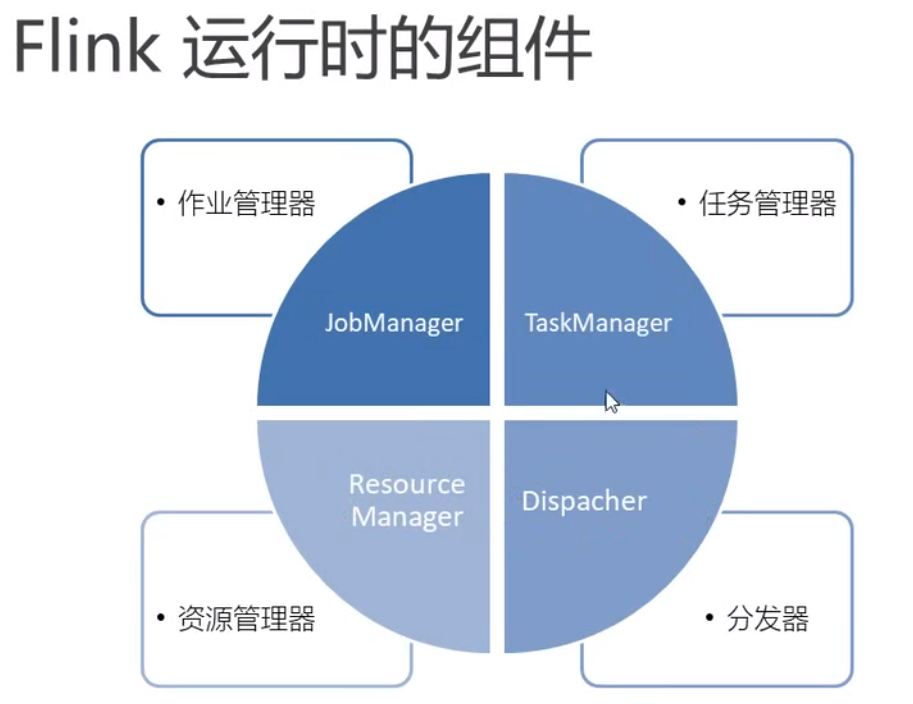 Flink 运行时的组件
• 作业管理器
• 任务管理器
JobManager
TaskManager
Resource
Manager
Dispacher
• 资源管理器
• 分发器